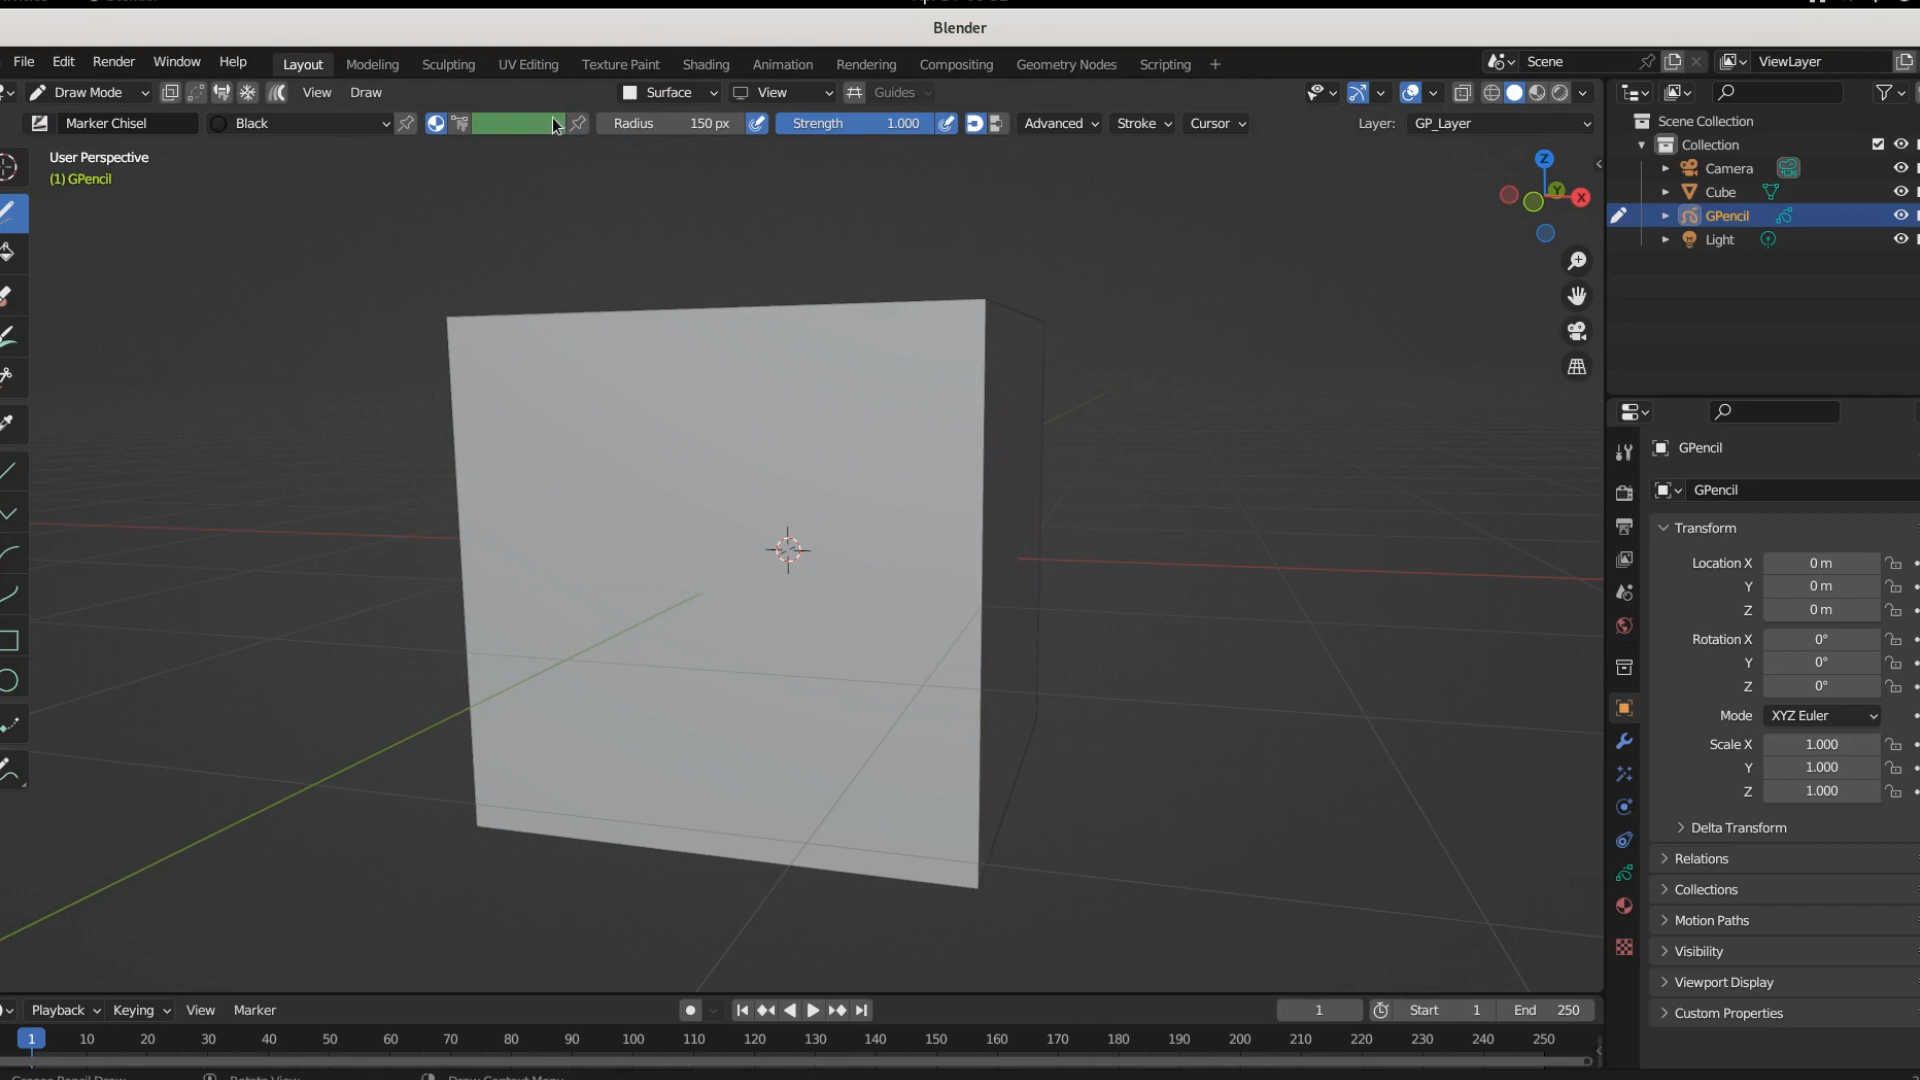 Blender
File Edit Render Window Help Layout Modeling Sculpting UV Editing Texture Paint Shading Animation Rendering Compositing Geometry Nodes Scripting + Scene ViewLayer
Draw Mode View Draw Surface View Guides
Marker Chisel Black Radius 150 px Strength 1.000 Advanced Stroke Cursor Layer: GP_Layer
User Perspective
(1) GPencil
Z
Y
X
Scene Collection
Collection
Camera
Cube
GPencil
Light
GPencil
GPencil
Transform
Location X 0 m
Y 0 m
Z 0 m
Rotation X 0°
Y 0°
Z 0°
Mode XYZ Euler
Scale X 1.000
Y 1.000
Z 1.000
Delta Transform
Relations
Collections
Motion Paths
Visibility
Viewport Display
Custom Properties
Playback Keying View Marker 1 Start 1 End 250
1 10 20 30 40 50 60 70 80 90 100 110 120 130 140 150 160 170 180 190 200 210 220 230 240 250